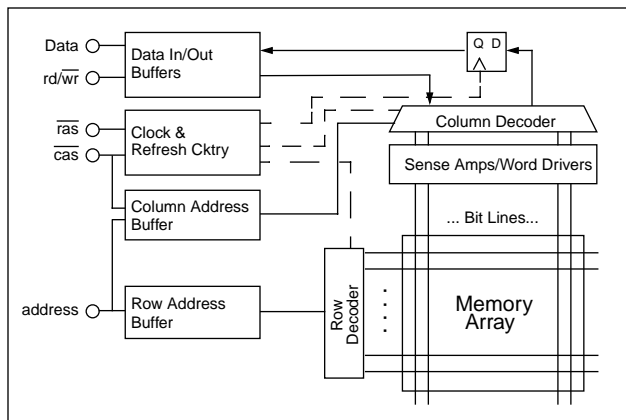 Data
rd/wr
Data In/Out
Buffers
Q D
ras
cas
Clock &
Refresh Cktry
Column Decoder
Sense Amps/Word Drivers
Column Address
Buffer
... Bit Lines...
address
Row Address
Buffer
Row
Decoder
. . . .
Memory
Array